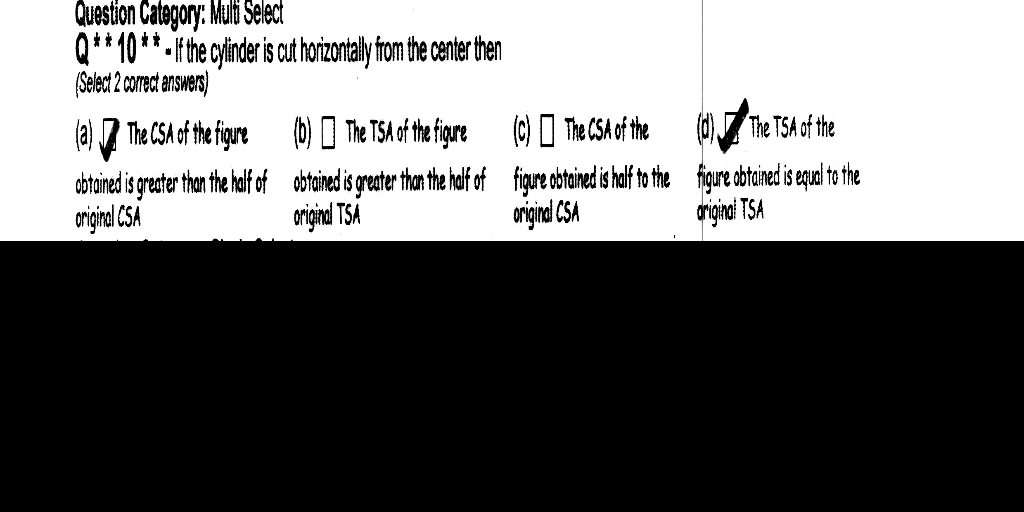 Question Category: Multi Select
Q * * 10 * * - If the cylinder is cut horizontally from the center then
(Select 2 correct answers)
(a) The CSA of the figure obtained is greater than the half of original CSA
(b) The TSA of the figure obtained is greater than the half of original TSA
(c) The CSA of the figure obtained is half to the original CSA
(d) The TSA of the figure obtained is equal to the original TSA